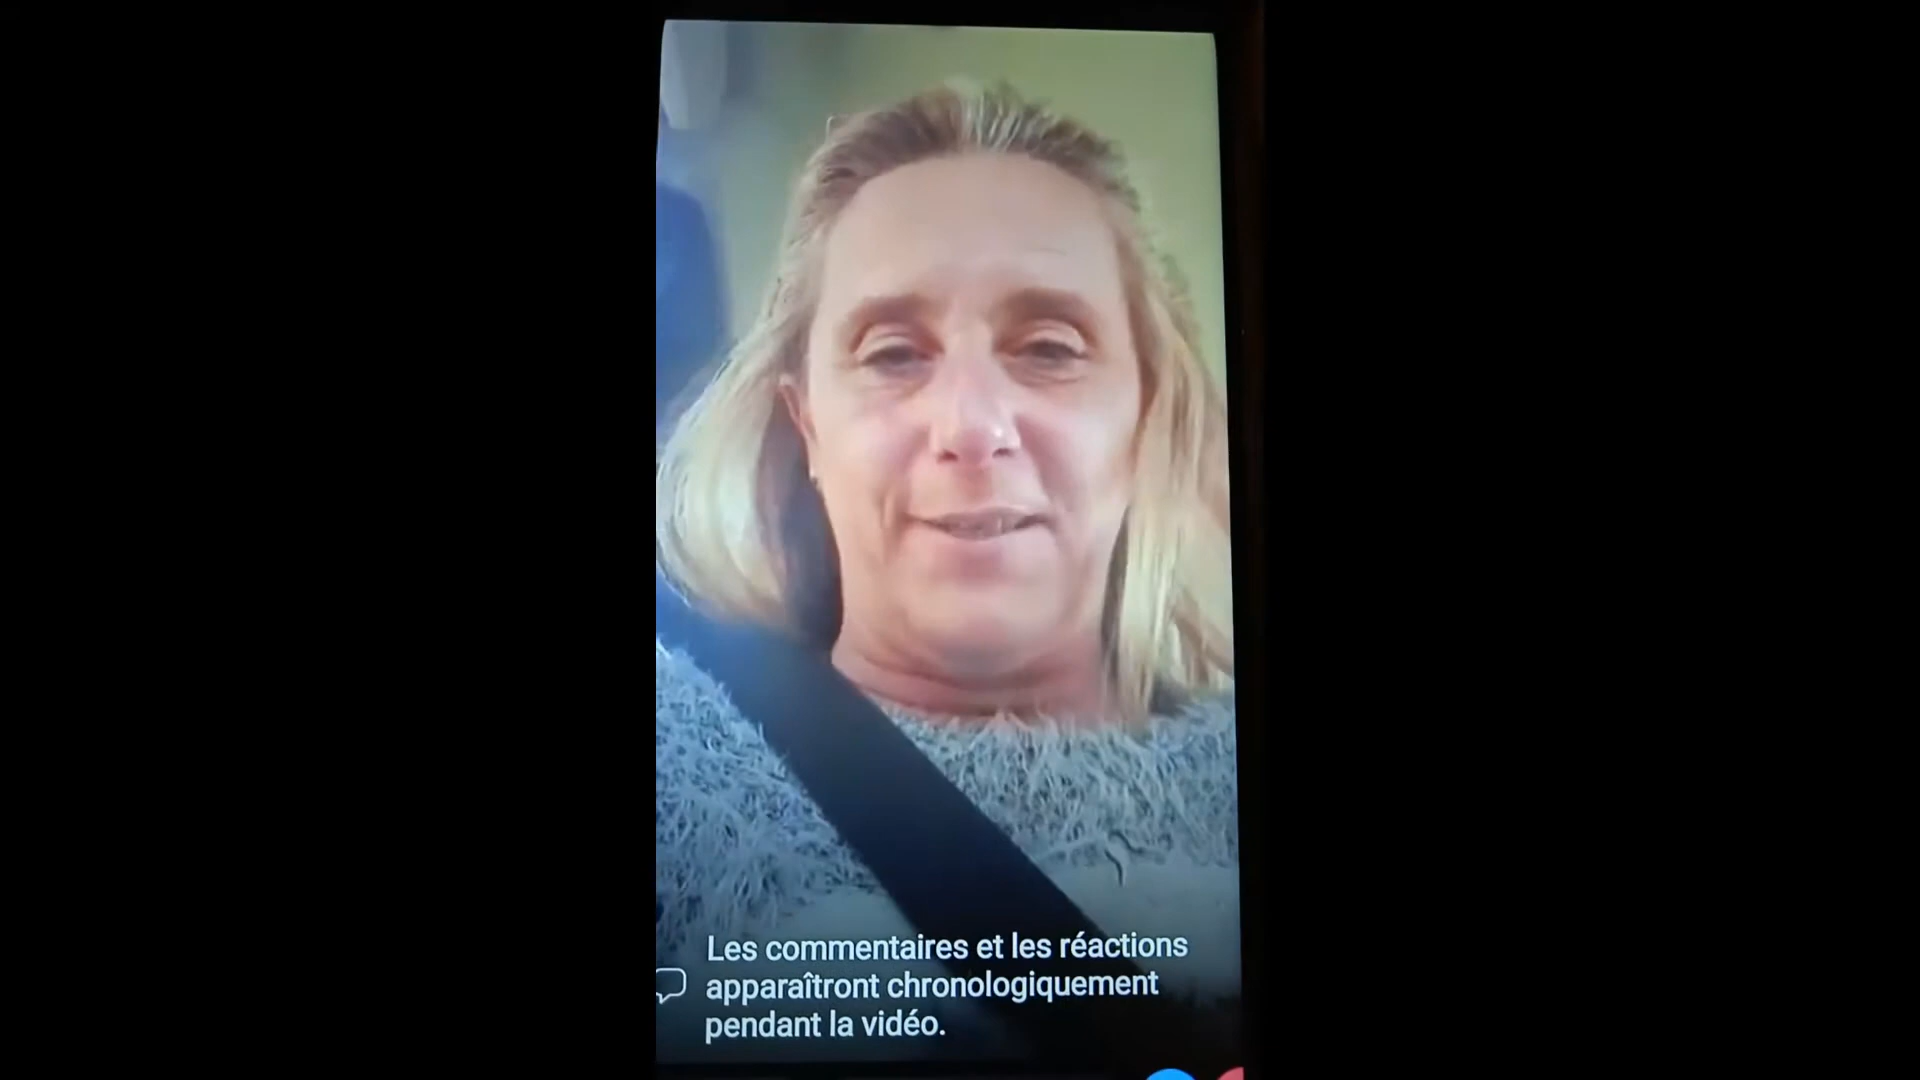 Les commentaires et les réactions
apparaîtront chronologiquement
pendant la vidéo.